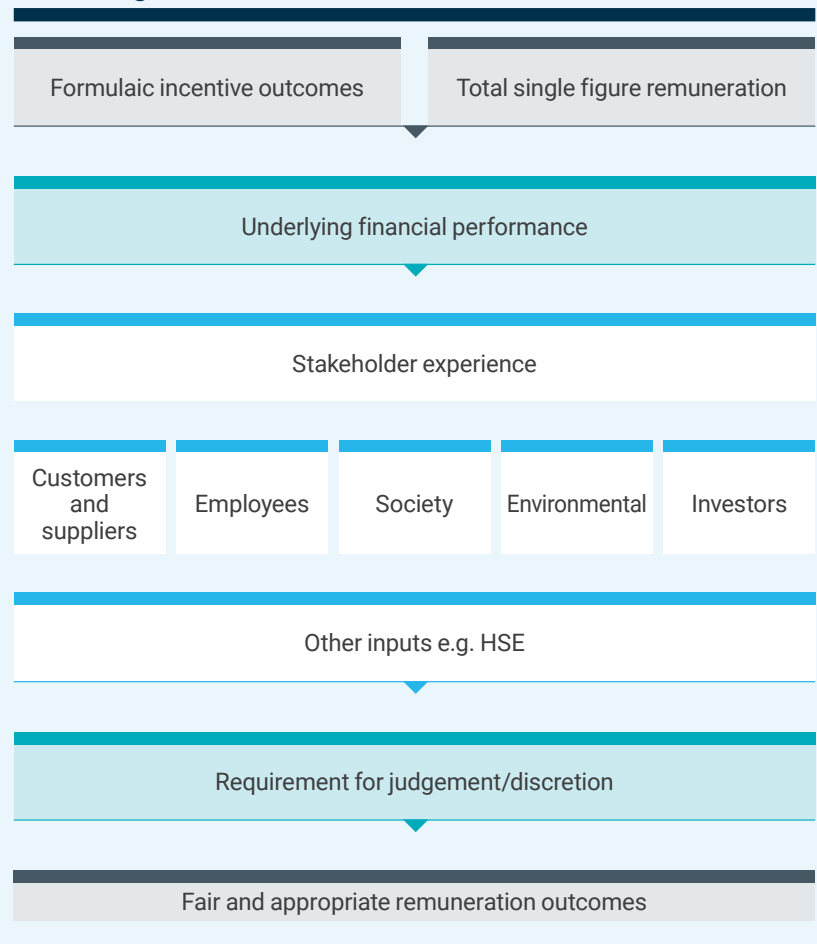 Formulaic incentive outcomes
Total single figure remuneration
Underlying financial performance
Stakeholder experience
Customers
and
suppliers
Employees
Society
Environmental
Investors
Other inputs e.g. HSE
Requirement for judgement/discretion
Fair and appropriate remuneration outcomes